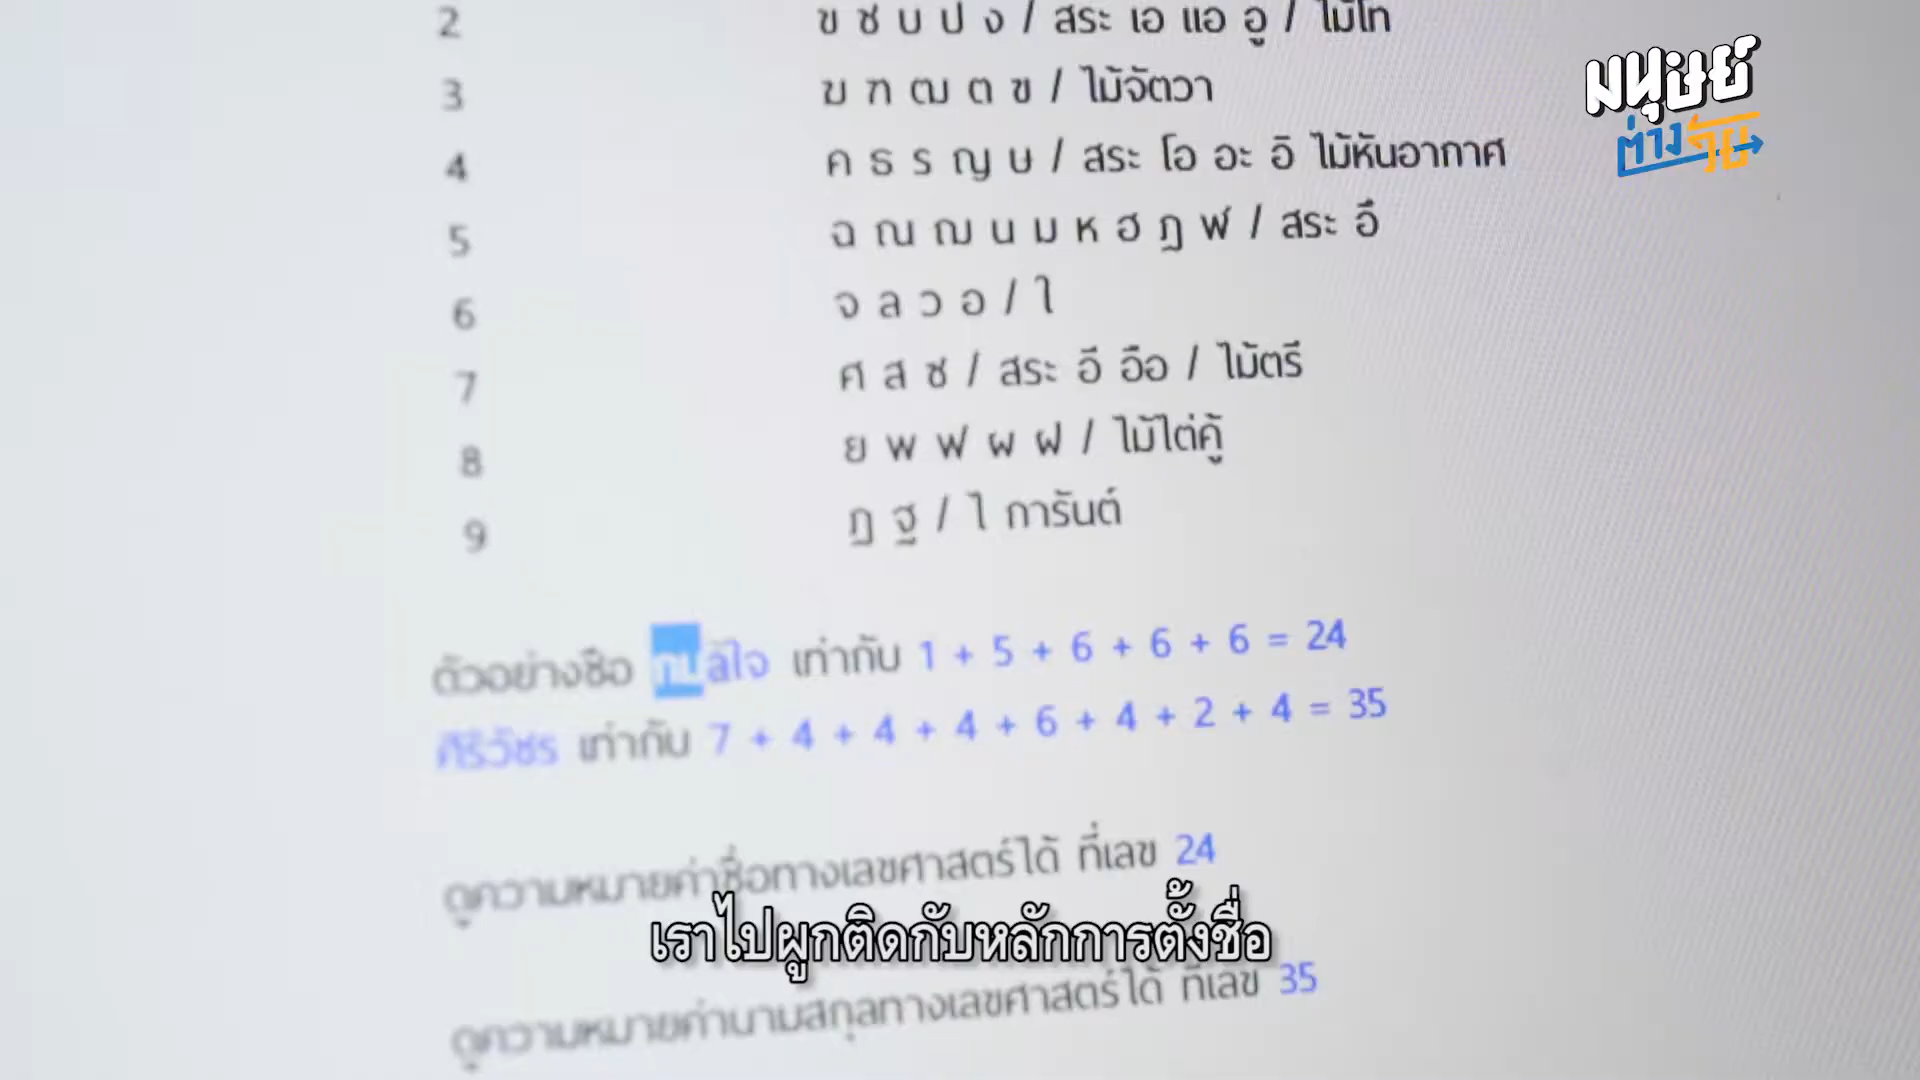 2 ข ช บ ป ง / สระ เอ แอ อู / ไม้โท
มนุษย์
ต่างวัย
3 ฆ ฑ ฒ ต ฃ / ไม้จัตวา
4 ค ธ ร ญ ษ / สระ โอ อะ อิ ไม้หันอากาศ
5 ฉ ณ ฌ น ม ห ฮ ฎ ฬ / สระ อึ
6 จ ล ว อ / ใ
7 ศ ส ซ / สระ อี อือ / ไม้ตรี
8 ย พ ฟ ผ ฝ / ไม้ไต่คู้
9 ฏ ฐ / ไ การันต์
ตัวอย่างชื่อ เท่ากับ 1 + 5 + 6 + 6 + 6 = 24
ศิริวัชร เท่ากับ 7 + 4 + 4 + 4 + 6 + 4 + 2 + 4 = 35
ดูความหมายค่าชื่อทางเลขศาสตร์ได้ ที่เลข 24
เราไปผูกติดกับหลักการตั้งชื่อ
ดูความหมายค่านามสกุลทางเลขศาสตร์ได้ ที่เลข 35